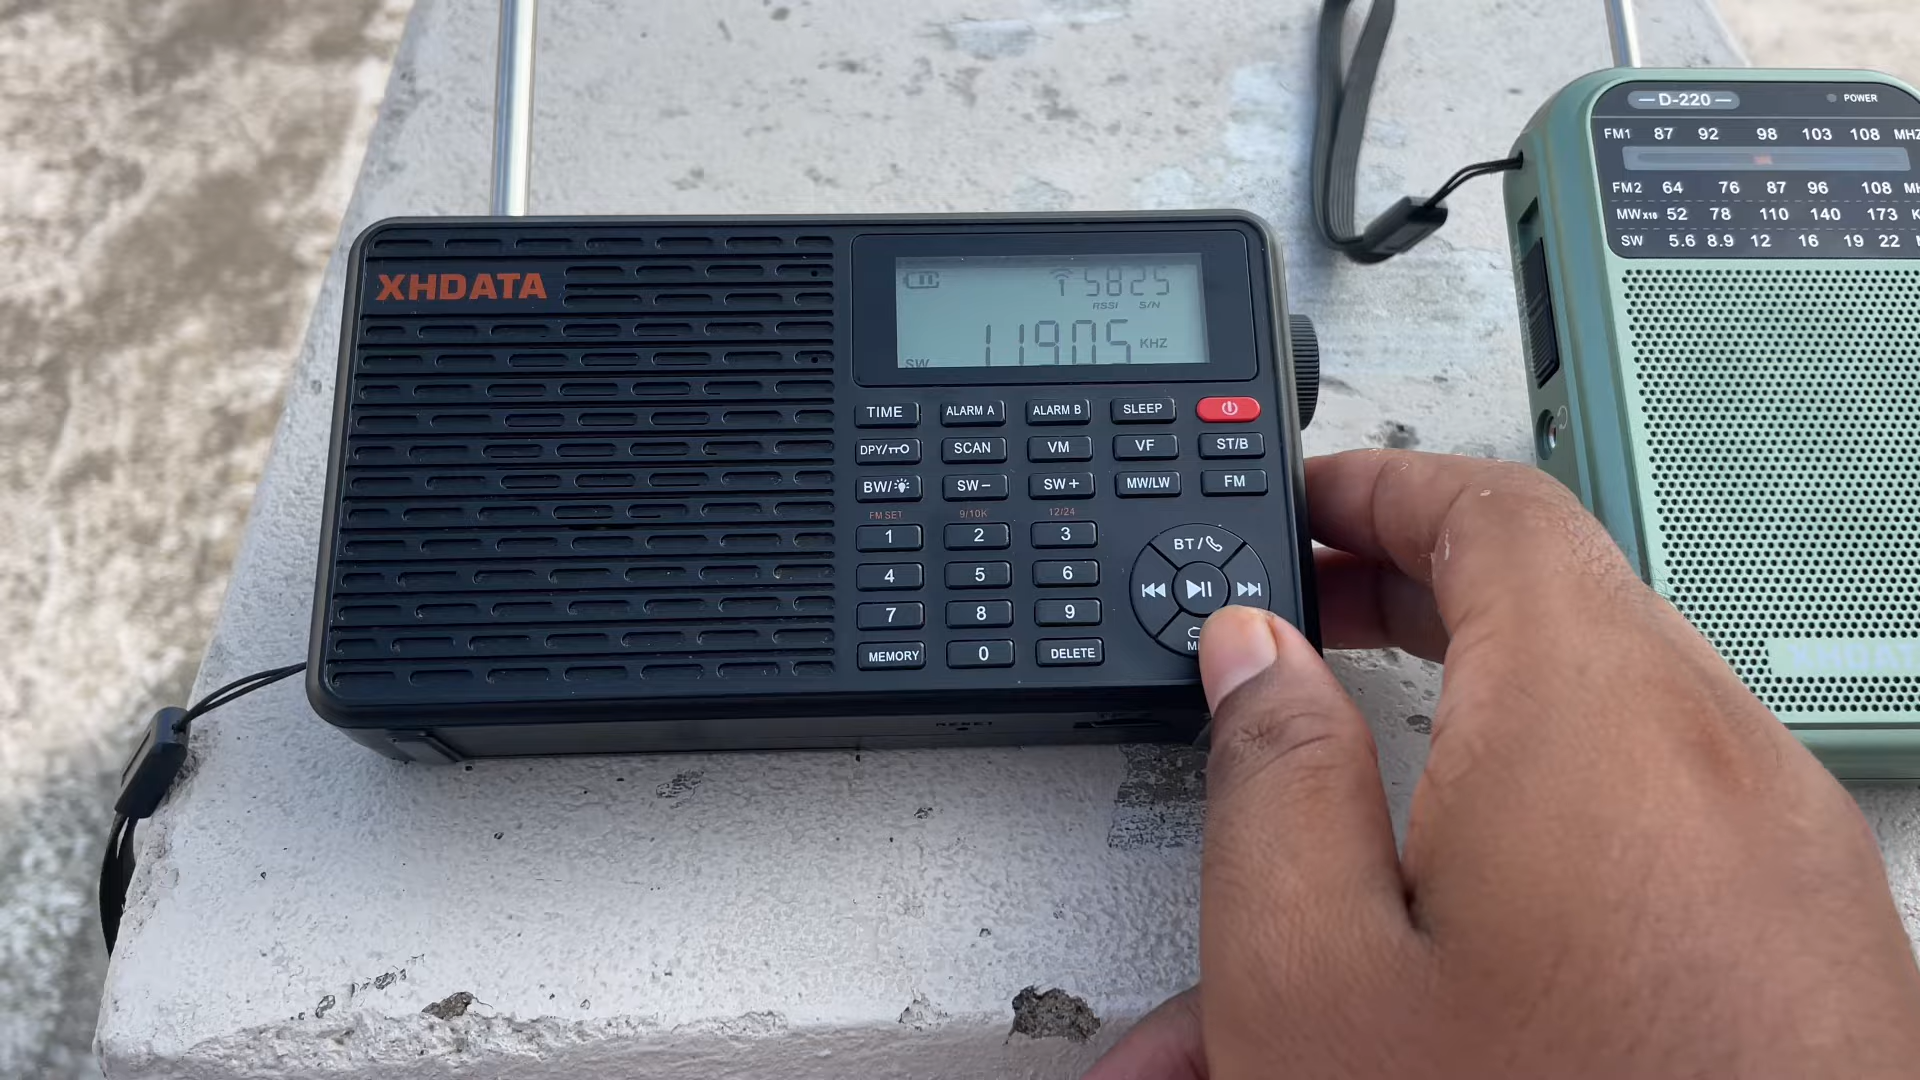 XHDATA
5825
RSSI S/N
11905 KHZ
SW
TIME ALARM A ALARM B SLEEP
DPY/ SCAN VM VF ST/B
BW/ SW− SW+ MW/LW FM
FM SET 9/10K 12/24
1 2 3
BT/
4 5 6
7 8 9
MEMORY 0 DELETE
RESET
— D-220 — POWER
FM1 87 92 98 103 108 MHZ
FM2 64 76 87 96 108
MWx10 52 78 110 140 173
SW 5.6 8.9 12 16 19 22
XHDATA